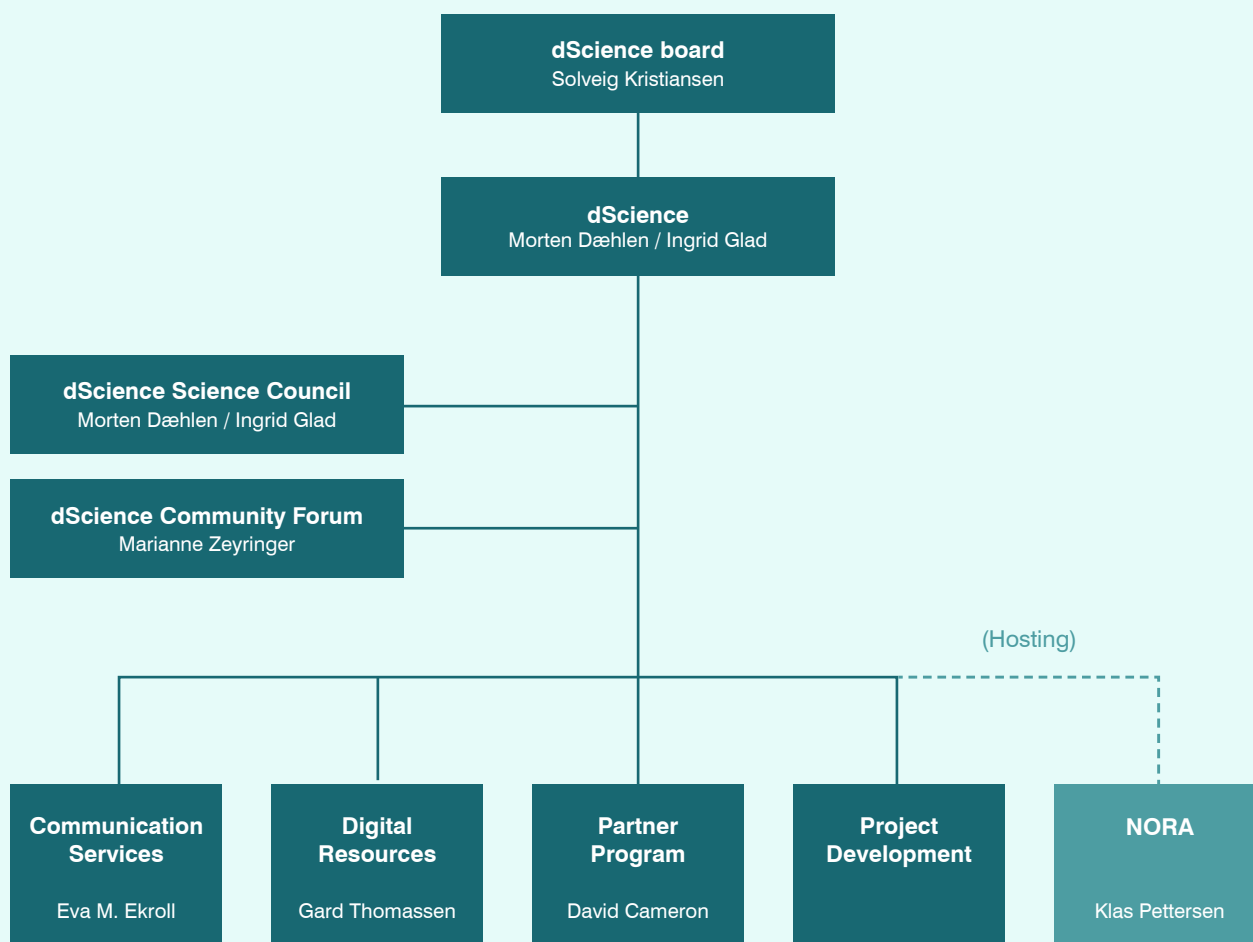 dScience board
Solveig Kristiansen
dScience
Morten Dæhlen / Ingrid Glad
dScience Science Council
Morten Dæhlen / Ingrid Glad
dScience Community Forum
Marianne Zeyringer
(Hosting)
Communication
Services
Eva M. Ekroll
Digital
Resources
Gard Thomassen
Partner
Program
David Cameron
Project
Development
NORA
Klas Pettersen